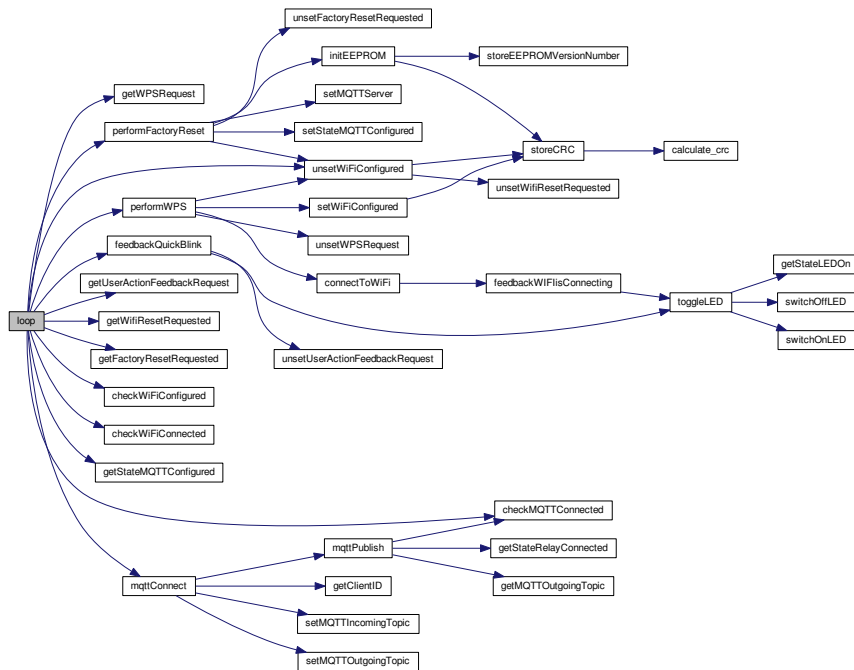 unsetFactoryResetRequested
initEEPROM
storeEEPROMVersionNumber
getWPSRequest
setMQTTServer
performFactoryReset
setStateMQTTConfigured
storeCRC
calculate_crc
unsetWiFiConfigured
unsetWifiResetRequested
performWPS
setWiFiConfigured
feedbackQuickBlink
unsetWPSRequest
getStateLEDOn
getUserActionFeedbackRequest
connectToWiFi
feedbackWIFIisConnecting
toggleLED
switchOffLED
loop
getWifiResetRequested
switchOnLED
getFactoryResetRequested
unsetUserActionFeedbackRequest
checkWiFiConfigured
checkWiFiConnected
getStateMQTTConfigured
checkMQTTConnected
mqttPublish
getStateRelayConnected
mqttConnect
getClientID
getMQTTOutgoingTopic
setMQTTIncomingTopic
setMQTTOutgoingTopic